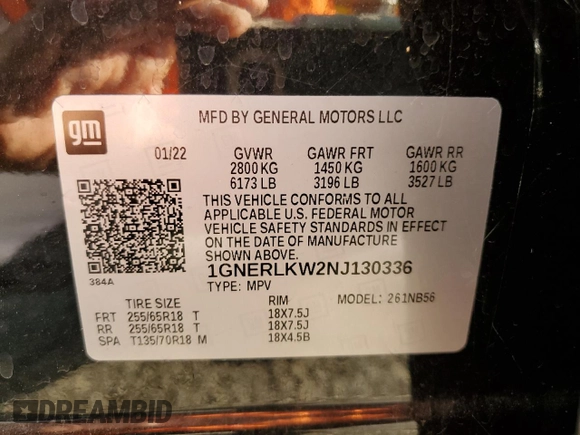 gm
MFD BY GENERAL MOTORS LLC
01/22 GVWR GAWR FRT GAWR RR
2800 KG 1450 KG 1600 KG
6173 LB 3196 LB 3527 LB
THIS VEHICLE CONFORMS TO ALL
APPLICABLE U.S. FEDERAL MOTOR
VEHICLE SAFETY STANDARDS IN EFFECT
ON THE DATE OF MANUFACTURE
SHOWN ABOVE.
384A
1GNERLKW2NJ130336
TYPE: MPV
MODEL: 261NB56
TIRE SIZE RIM
FRT 255/65R18 T 18X7.5J
RR 255/65R18 T 18X7.5J
SPA T135/70R18 M 18X4.5B
DREAMBID